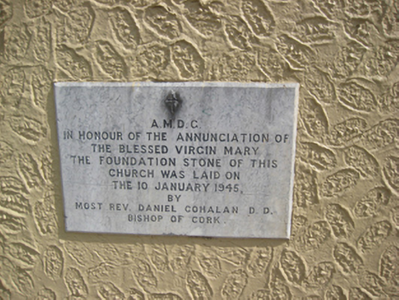 A.M.D.G.
IN HONOUR OF THE ANNUNCIATION OF
THE BLESSED VIRGIN MARY
THE FOUNDATION STONE OF THIS
CHURCH WAS LAID ON
THE 10 JANUARY 1945,
BY
MOST REV. DANIEL COHALAN D.D.
BISHOP OF CORK.